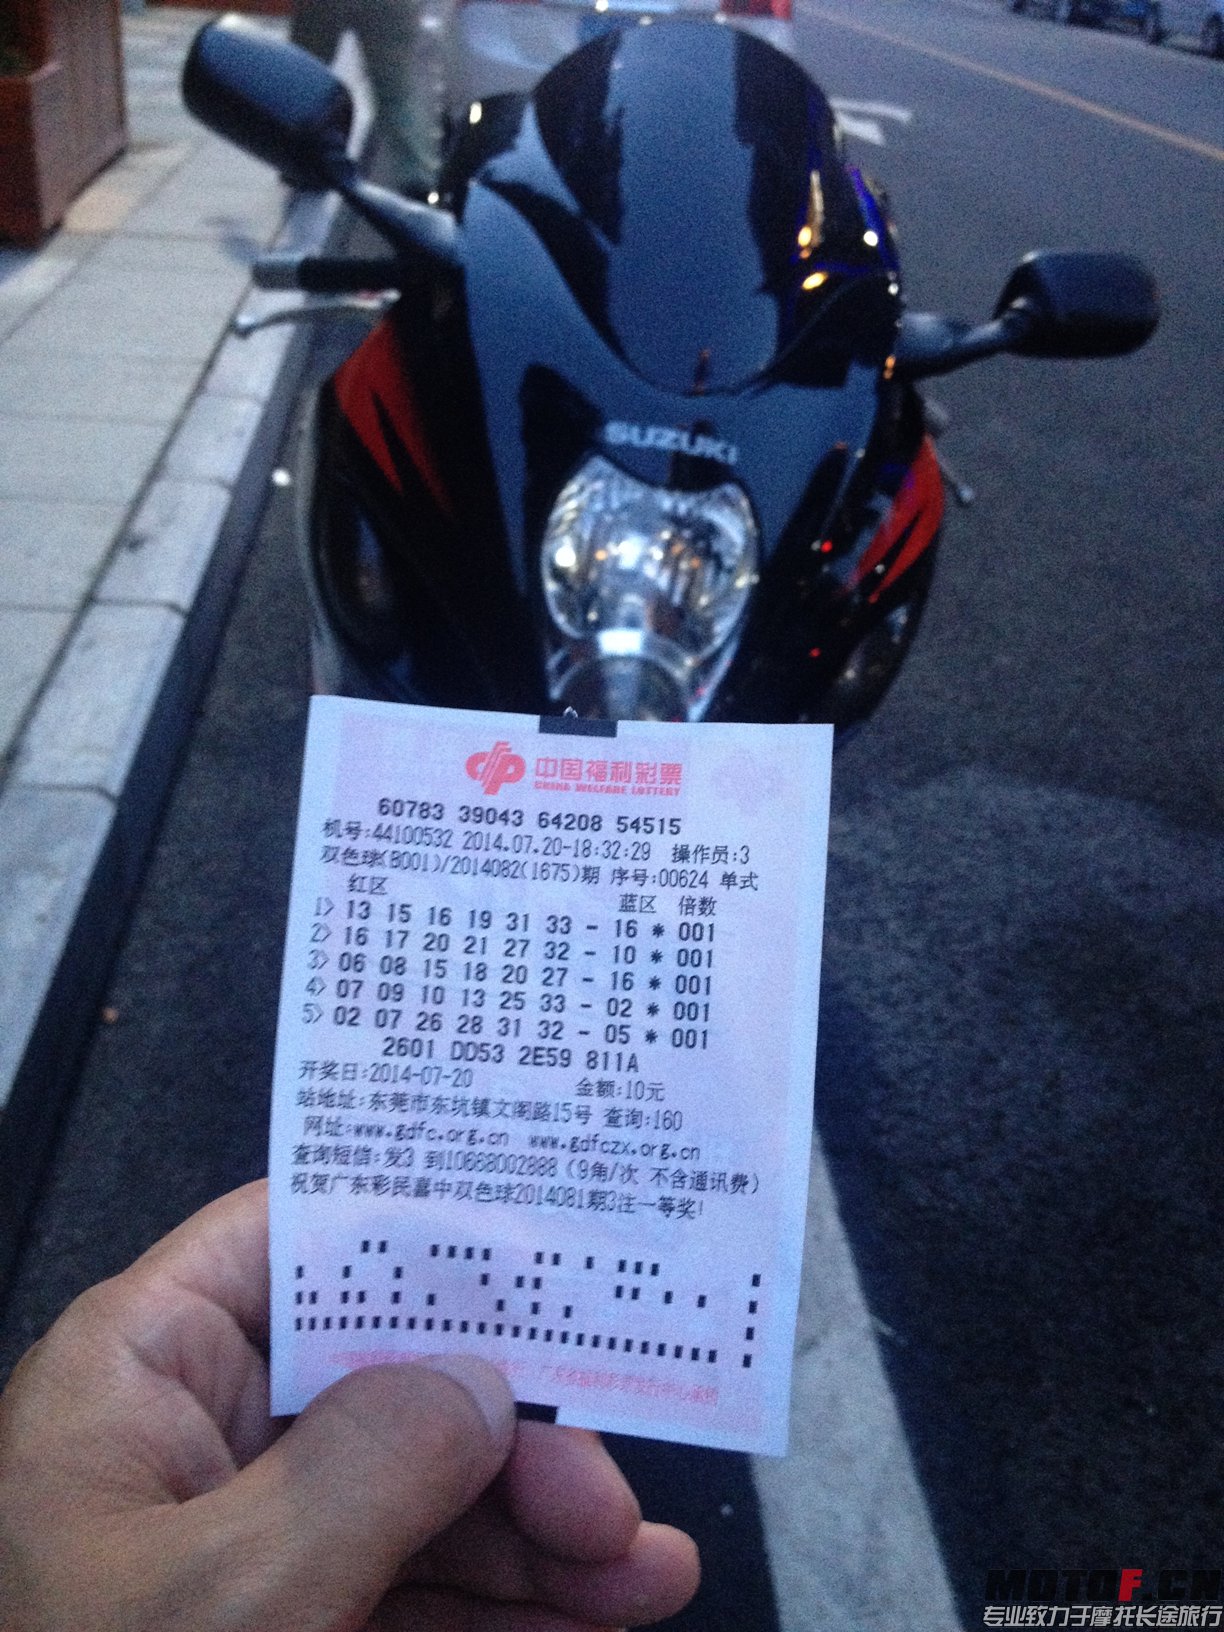 SUZUKI
中国福利彩票
CHINA WELFARE LOTTERY
60783 39043 64208 54515
机号:44100532 2014.07.20-18:32:29 操作员:3
双色球(B001)/2014082(1675)期 序号:00624 单式
红区 蓝区 倍数
1> 13 15 16 19 31 33 - 16 * 001
2> 16 17 20 21 27 32 - 10 * 001
3> 06 08 15 18 20 27 - 16 * 001
4> 07 09 10 13 25 33 - 02 * 001
5> 02 07 26 28 31 32 - 05 * 001
2601 DD53 2E59 811A
开奖日:2014-07-20 金额:10元
站地址:东莞市东坑镇文阁路15号 查询:160
网址:www.gdfc.org.cn www.gdfczx.org.cn
查询短信:发3 到10668002888 (9角/次 不含通讯费)
祝贺广东彩民喜中双色球2014081期3注一等奖!
MOTOF.CN
专业致力于摩托长途旅行